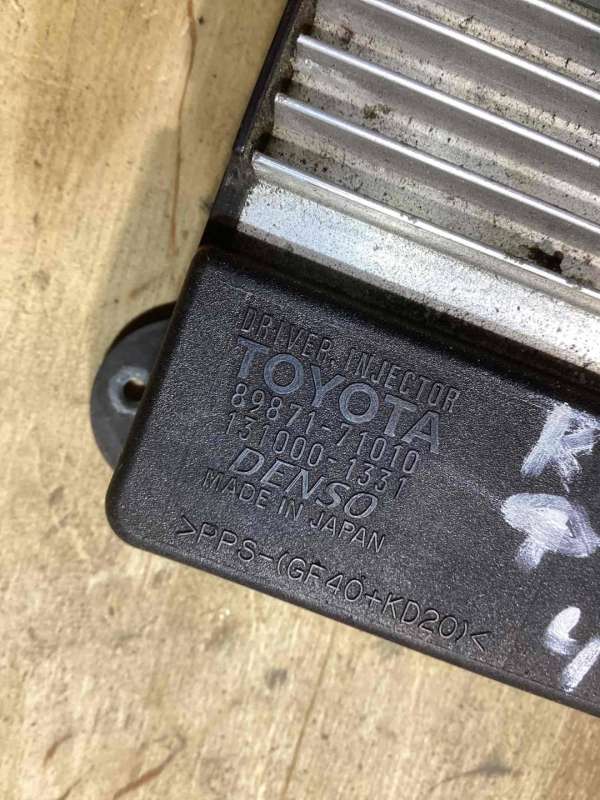 DRIVER, INJECTOR
TOYOTA
89871-71010
131000-1331
DENSO
MADE IN JAPAN
>PPS-(GF40+KD20)<